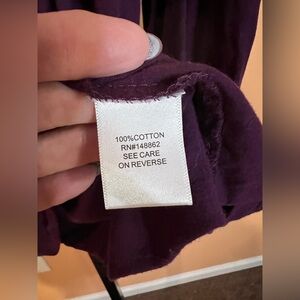 100%COTTON
RN#148862
SEE CARE
ON REVERSE